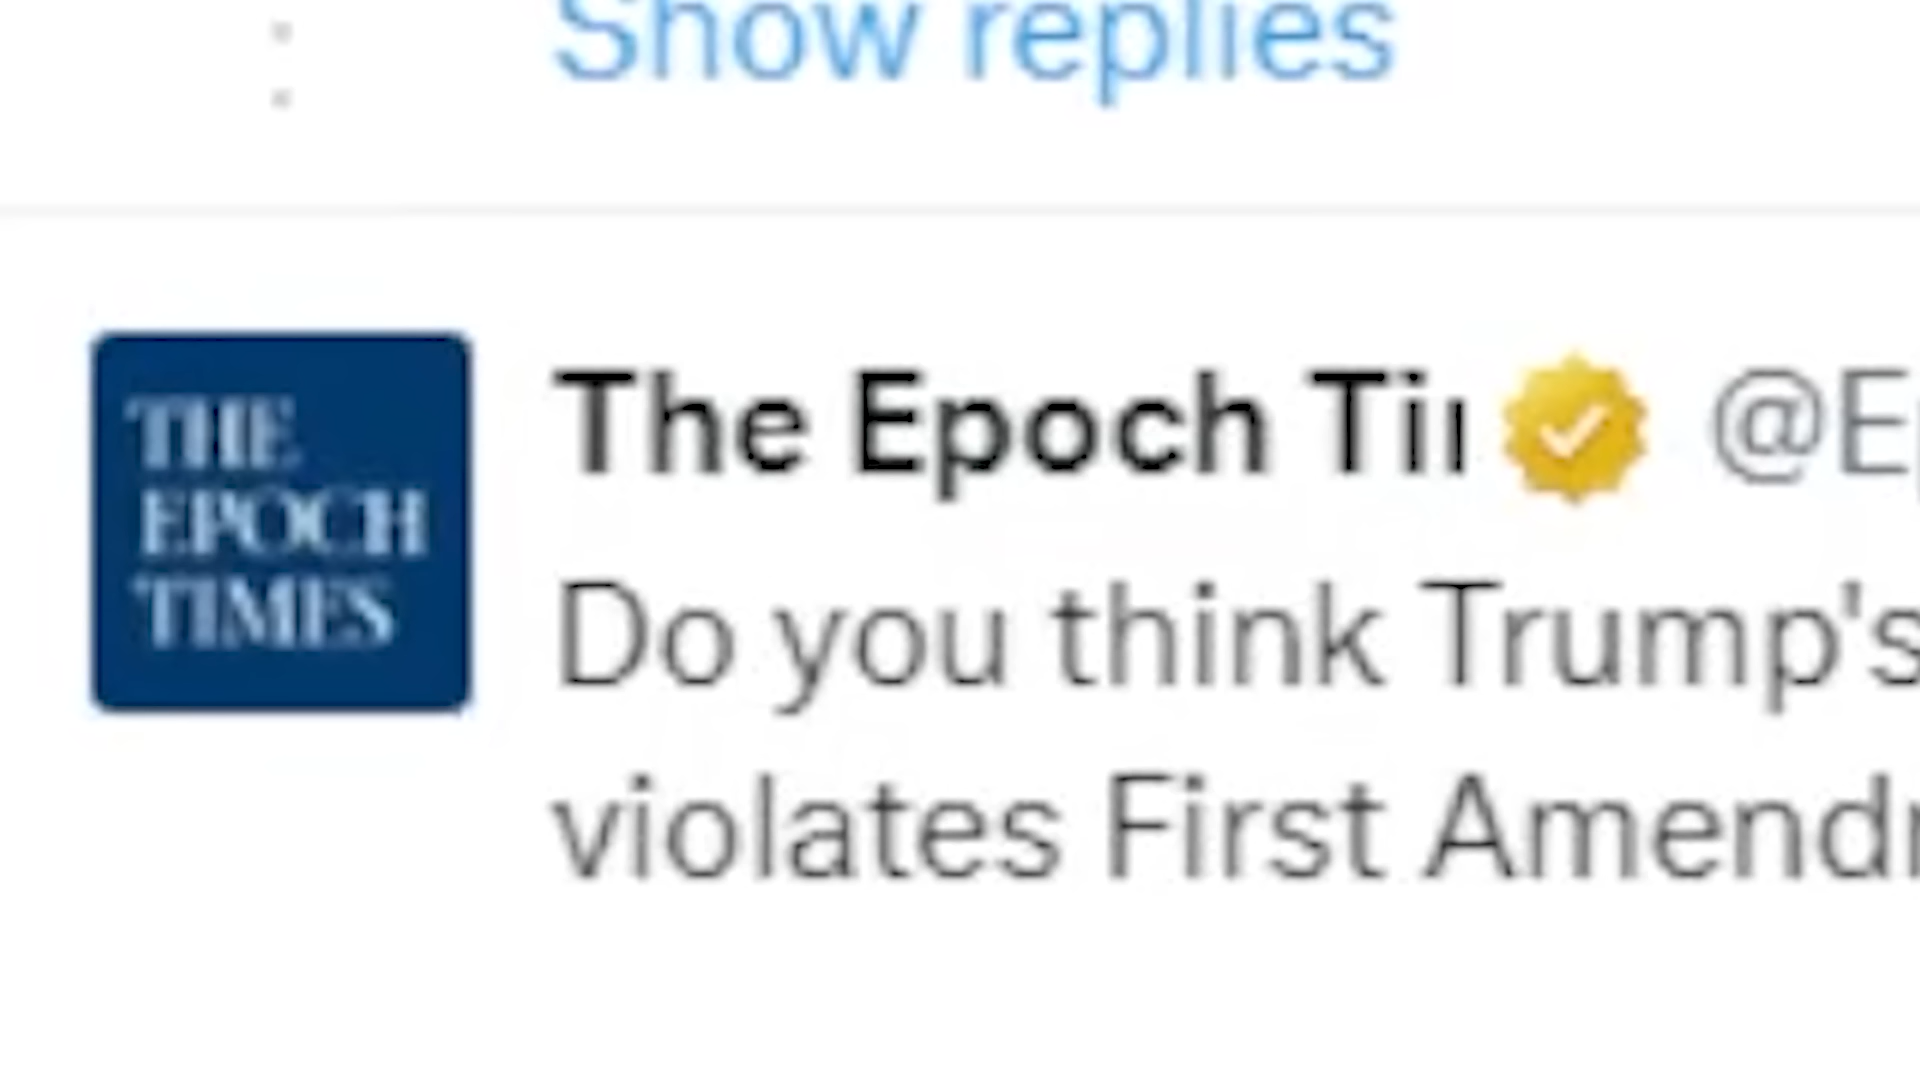 Show replies
THE
EPOCH
TIMES
The Epoch Ti
@E
Do you think Trump's
violates First Amend